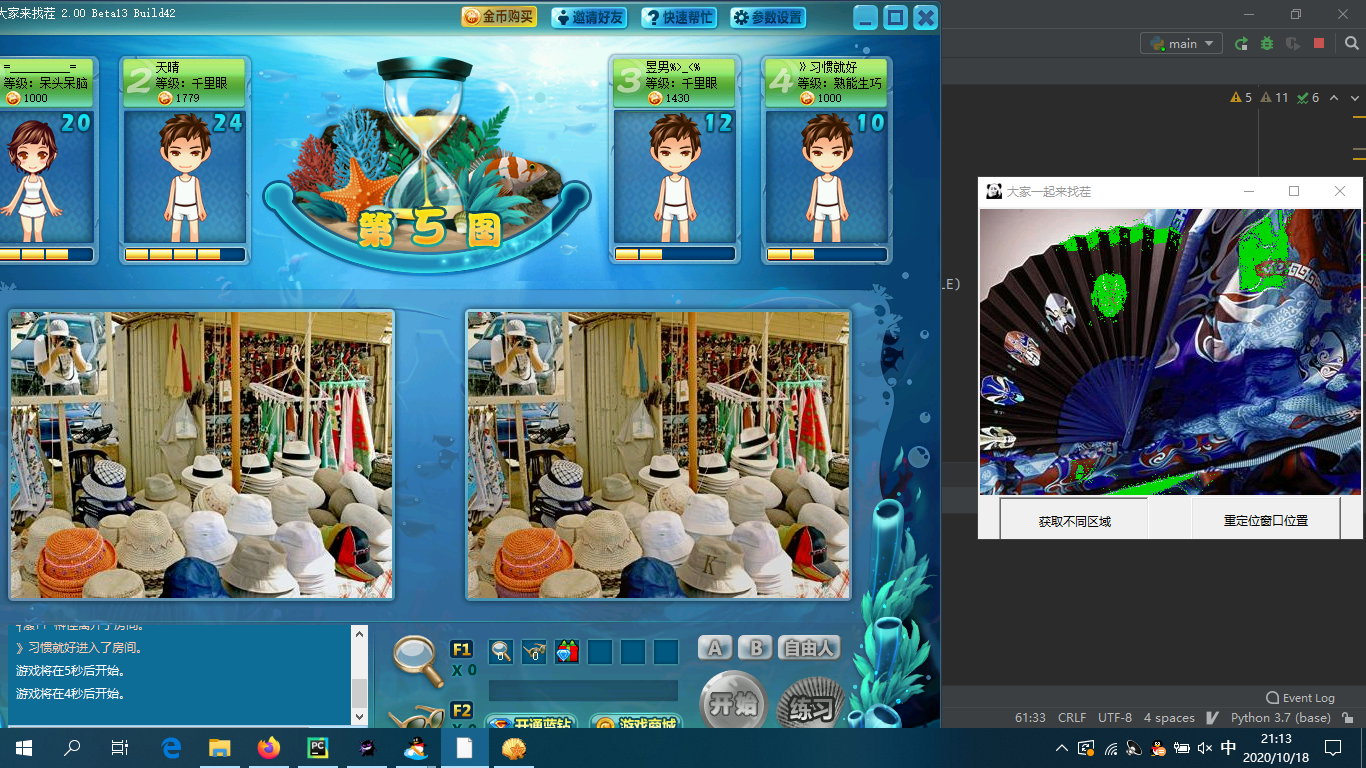 大家来找茬 2.00 Beta13 Build42
金币购买
邀请好友
快速帮忙
参数设置
main
等级：呆头呆脑
1000
20
2
天晴
等级：千里眼
1779
24
第5图
3
昱男%>_<%
等级：千里眼
1430
12
4
》习惯就好
等级：熟能生巧
1000
10
5
11
6
LE)
大家一起来找茬
获取不同区域
重定位窗口位置
K
》习惯就好进入了房间。
游戏将在5秒后开始。
游戏将在4秒后开始。
F1
X 0
0
0
F2
X 0
A
B
自由人
开始
练习
开通蓝钻
游戏商城
Event Log
61:33
CRLF
UTF-8
4 spaces
Python 3.7 (base)
PC
中
21:13
2020/10/18